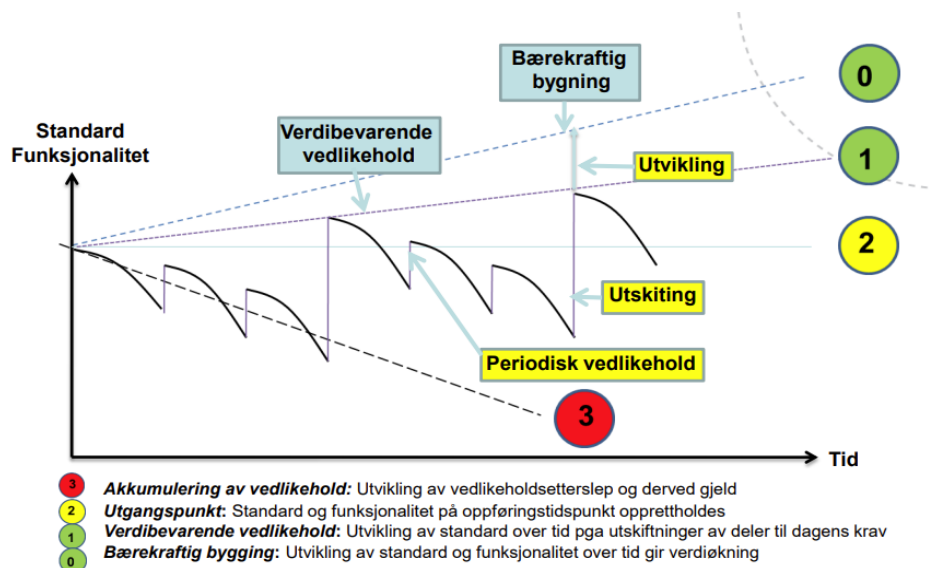 Bærekraftig
bygning
0
Standard
Funksjonalitet
Verdibevarende
vedlikehold
Utvikling
1
2
Utskiting
Periodisk vedlikehold
3
Tid
3 Akkumulering av vedlikehold: Utvikling av vedlikeholdsetterslep og derved gjeld
2 Utgangspunkt: Standard og funksjonalitet på oppføringstidspunkt opprettholdes
1 Verdibevarende vedlikehold: Utvikling av standard over tid pga utskiftninger av deler til dagens krav
0 Bærekraftig bygging: Utvikling av standard og funksjonalitet over tid gir verdiøkning